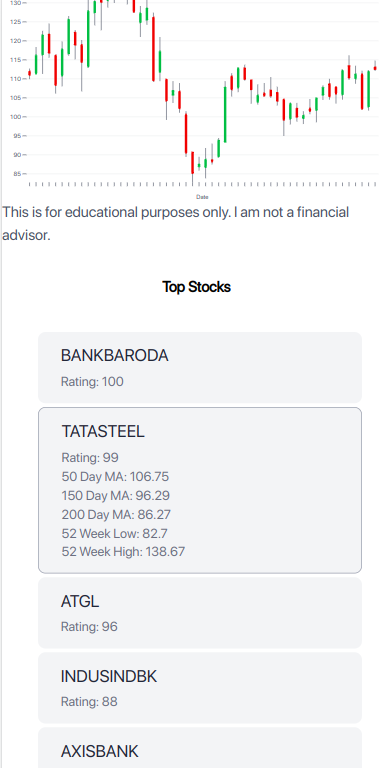 130
125
120
115
110
105
100
95
90
85
Date
This is for educational purposes only. I am not a financial
advisor.
Top Stocks
BANKBARODA
Rating: 100
TATASTEEL
Rating: 99
50 Day MA: 106.75
150 Day MA: 96.29
200 Day MA: 86.27
52 Week Low: 82.7
52 Week High: 138.67
ATGL
Rating: 96
INDUSINDBK
Rating: 88
AXISBANK